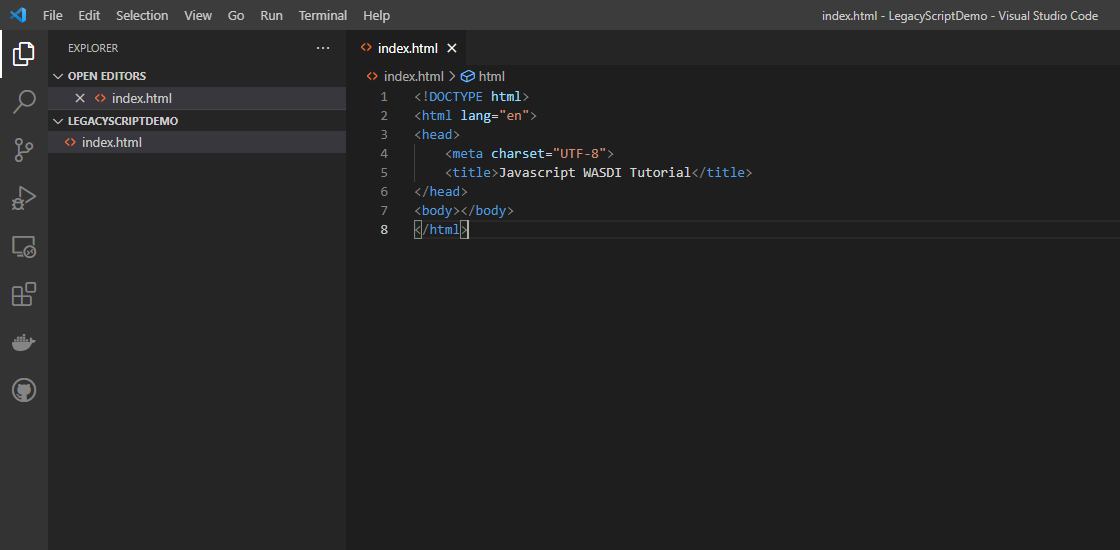 File Edit Selection View Go Run Terminal Help index.html - LegacyScriptDemo - Visual Studio Code
EXPLORER ···
OPEN EDITORS
index.html
LEGACYSCRIPTDEMO
index.html
index.html
index.html > html
1 <!DOCTYPE html>
2 <html lang="en">
3 <head>
4 <meta charset="UTF-8">
5 <title>Javascript WASDI Tutorial</title>
6 </head>
7 <body></body>
8 </html>